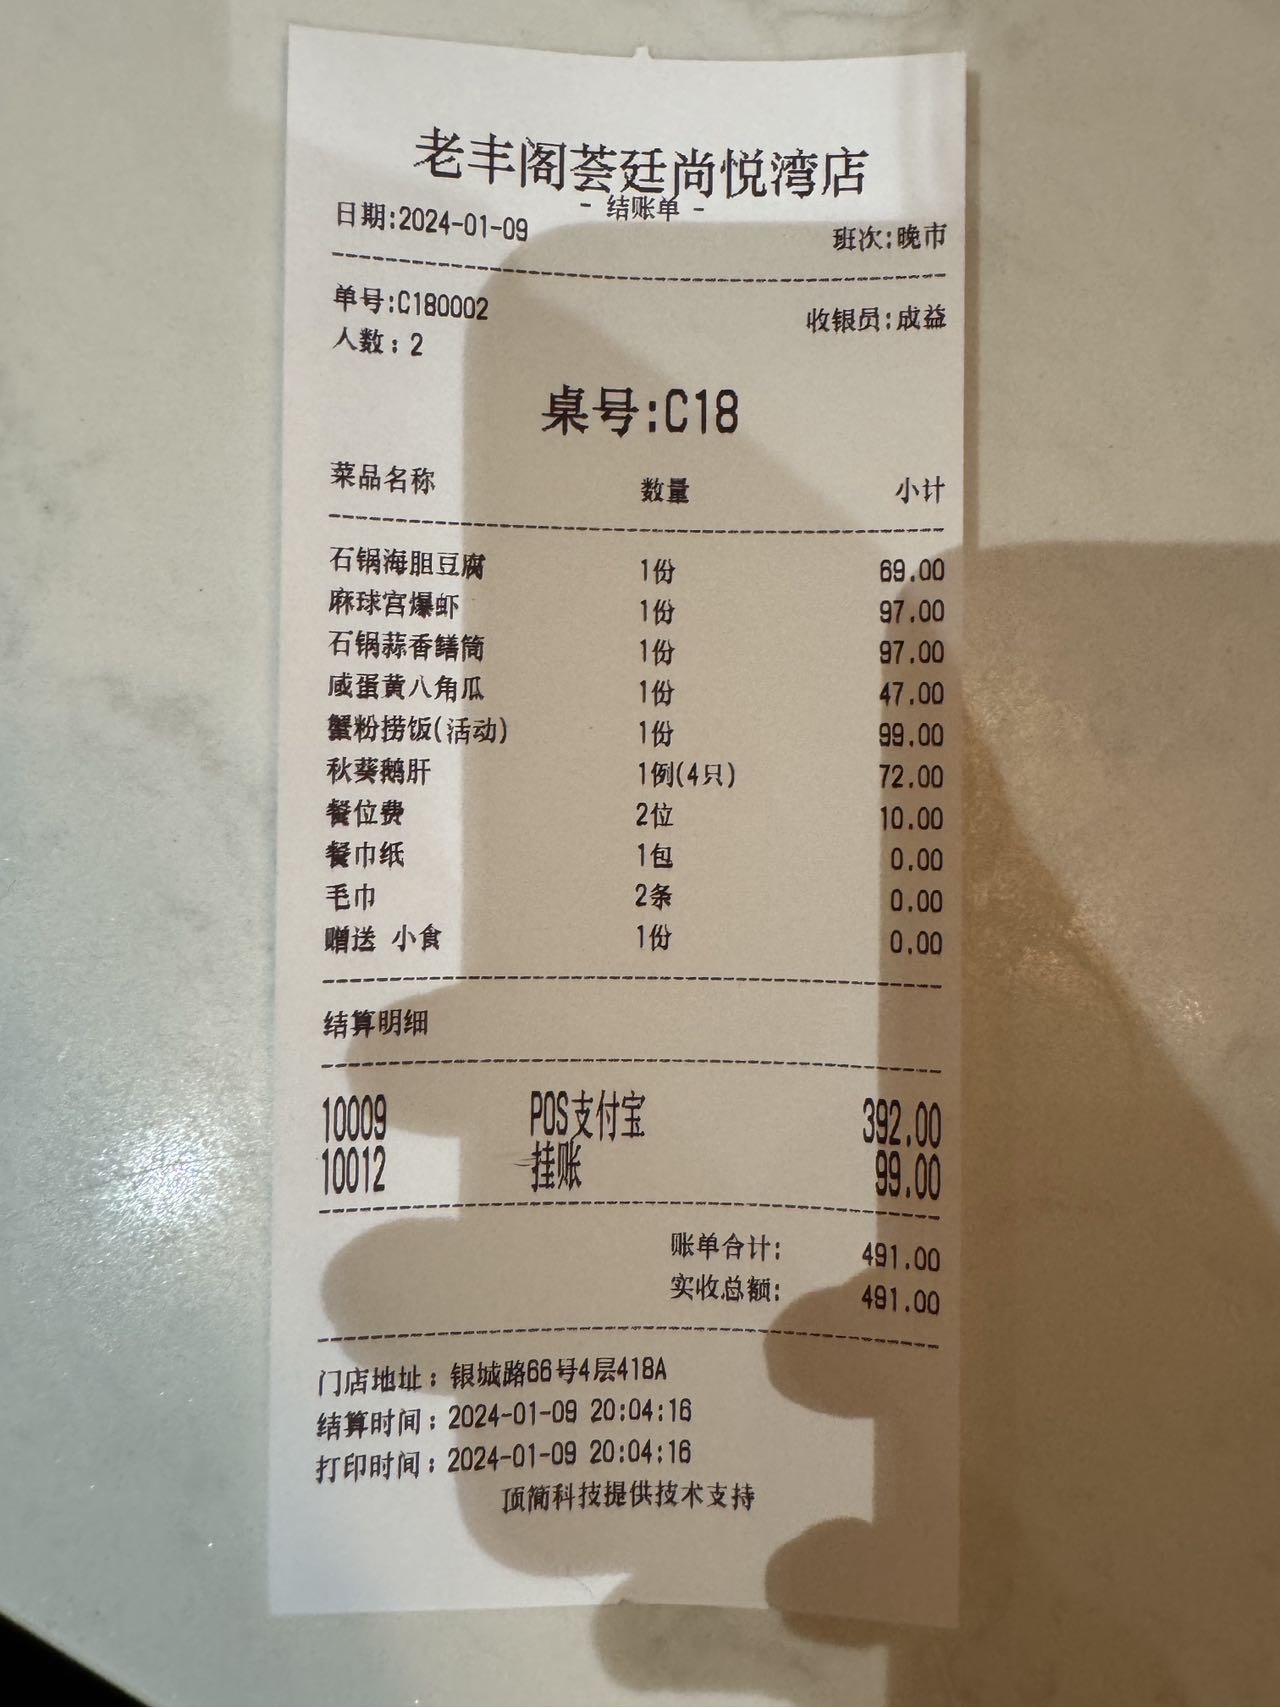 老丰阁荟廷尚悦湾店
- 结账单 -
日期:2024-01-09 班次:晚市
单号:C180002 收银员:成益
人数:2
桌号:C18
菜品名称 数量 小计
石锅海胆豆腐 1份 69.00
麻球宫爆虾 1份 97.00
石锅蒜香鳝筒 1份 97.00
咸蛋黄八角瓜 1份 47.00
蟹粉捞饭(活动) 1份 99.00
秋葵鹅肝 1例(4只) 72.00
餐位费 2位 10.00
餐巾纸 1包 0.00
毛巾 2条 0.00
赠送 小食 1份 0.00
结算明细
10009 POS支付宝 392.00
10012 挂账 99.00
账单合计: 491.00
实收总额: 491.00
门店地址:银城路66号4层418A
结算时间:2024-01-09 20:04:16
打印时间:2024-01-09 20:04:16
顶简科技提供技术支持